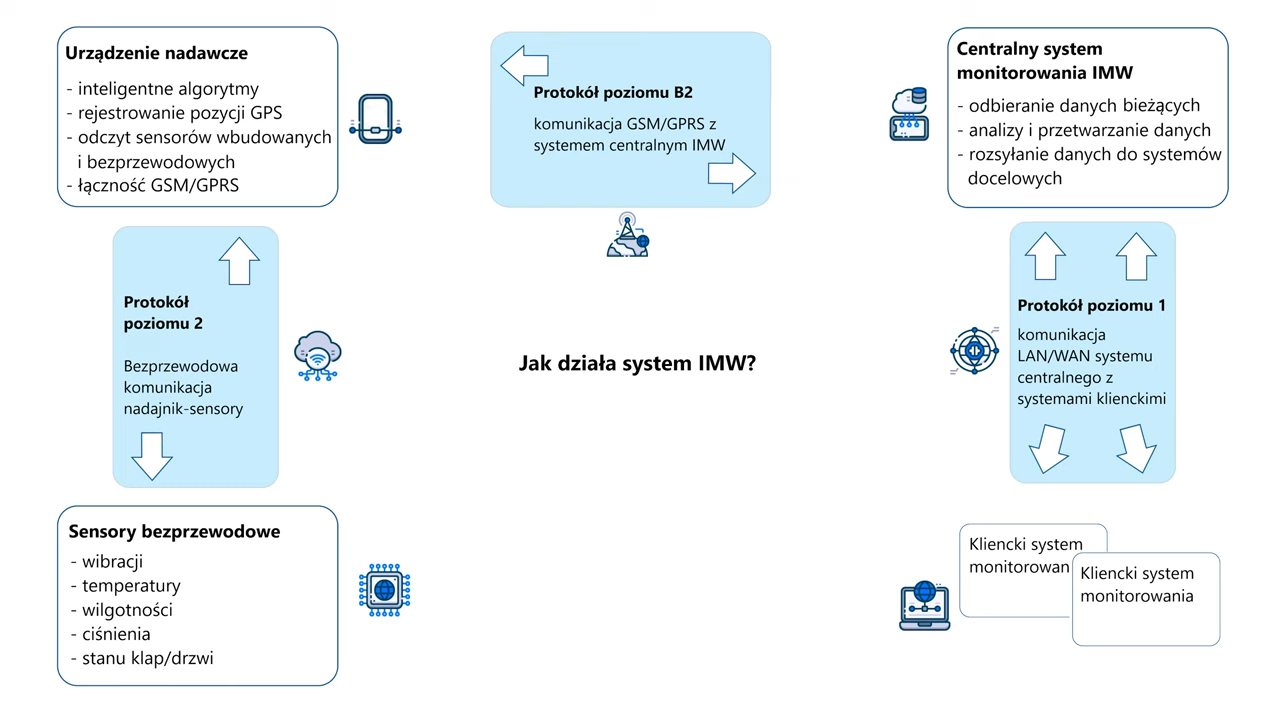 Urządzenie nadawcze
- inteligentne algorytmy
- rejestrowanie pozycji GPS
- odczyt sensorów wbudowanych
i bezprzewodowych
- łączność GSM/GPRS
Protokół poziomu B2
komunikacja GSM/GPRS z
systemem centralnym IMW
Centralny system
monitorowania IMW
- odbieranie danych bieżących
- analizy i przetwarzanie danych
- rozsyłanie danych do systemów
docelowych
Protokół
poziomu 2
Bezprzewodowa
komunikacja
nadajnik-sensory
Jak działa system IMW?
Protokół poziomu 1
komunikacja
LAN/WAN systemu
centralnego z
systemami klienckimi
Sensory bezprzewodowe
- wibracji
- temperatury
- wilgotności
- ciśnienia
- stanu klap/drzwi
Kliencki system
monitorowan
Kliencki system
monitorowania